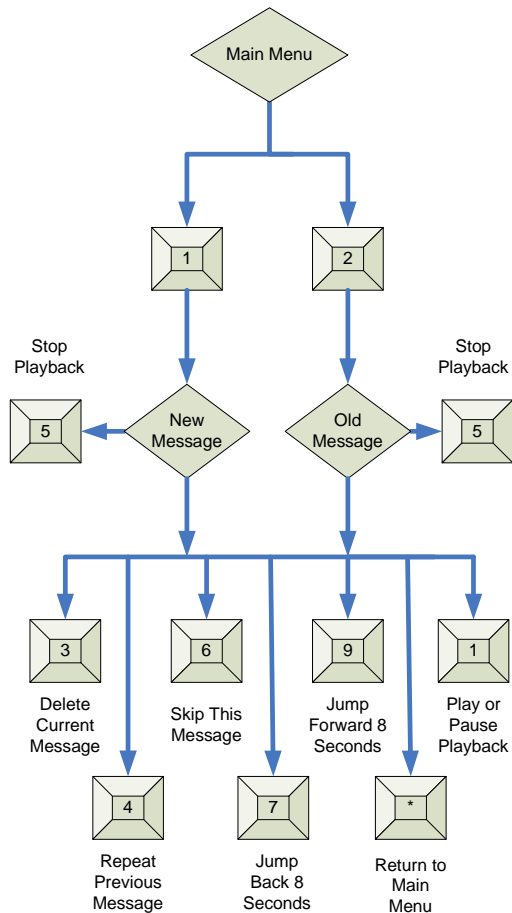 Main Menu
1
2
Stop
Playback
Stop
Playback
5
New
Message
Old
Message
5
3
6
9
1
Delete
Current
Message
Skip This
Message
Jump
Forward 8
Seconds
Play or
Pause
Playback
4
7
*
Repeat
Previous
Message
Jump
Back 8
Seconds
Return to
Main
Menu